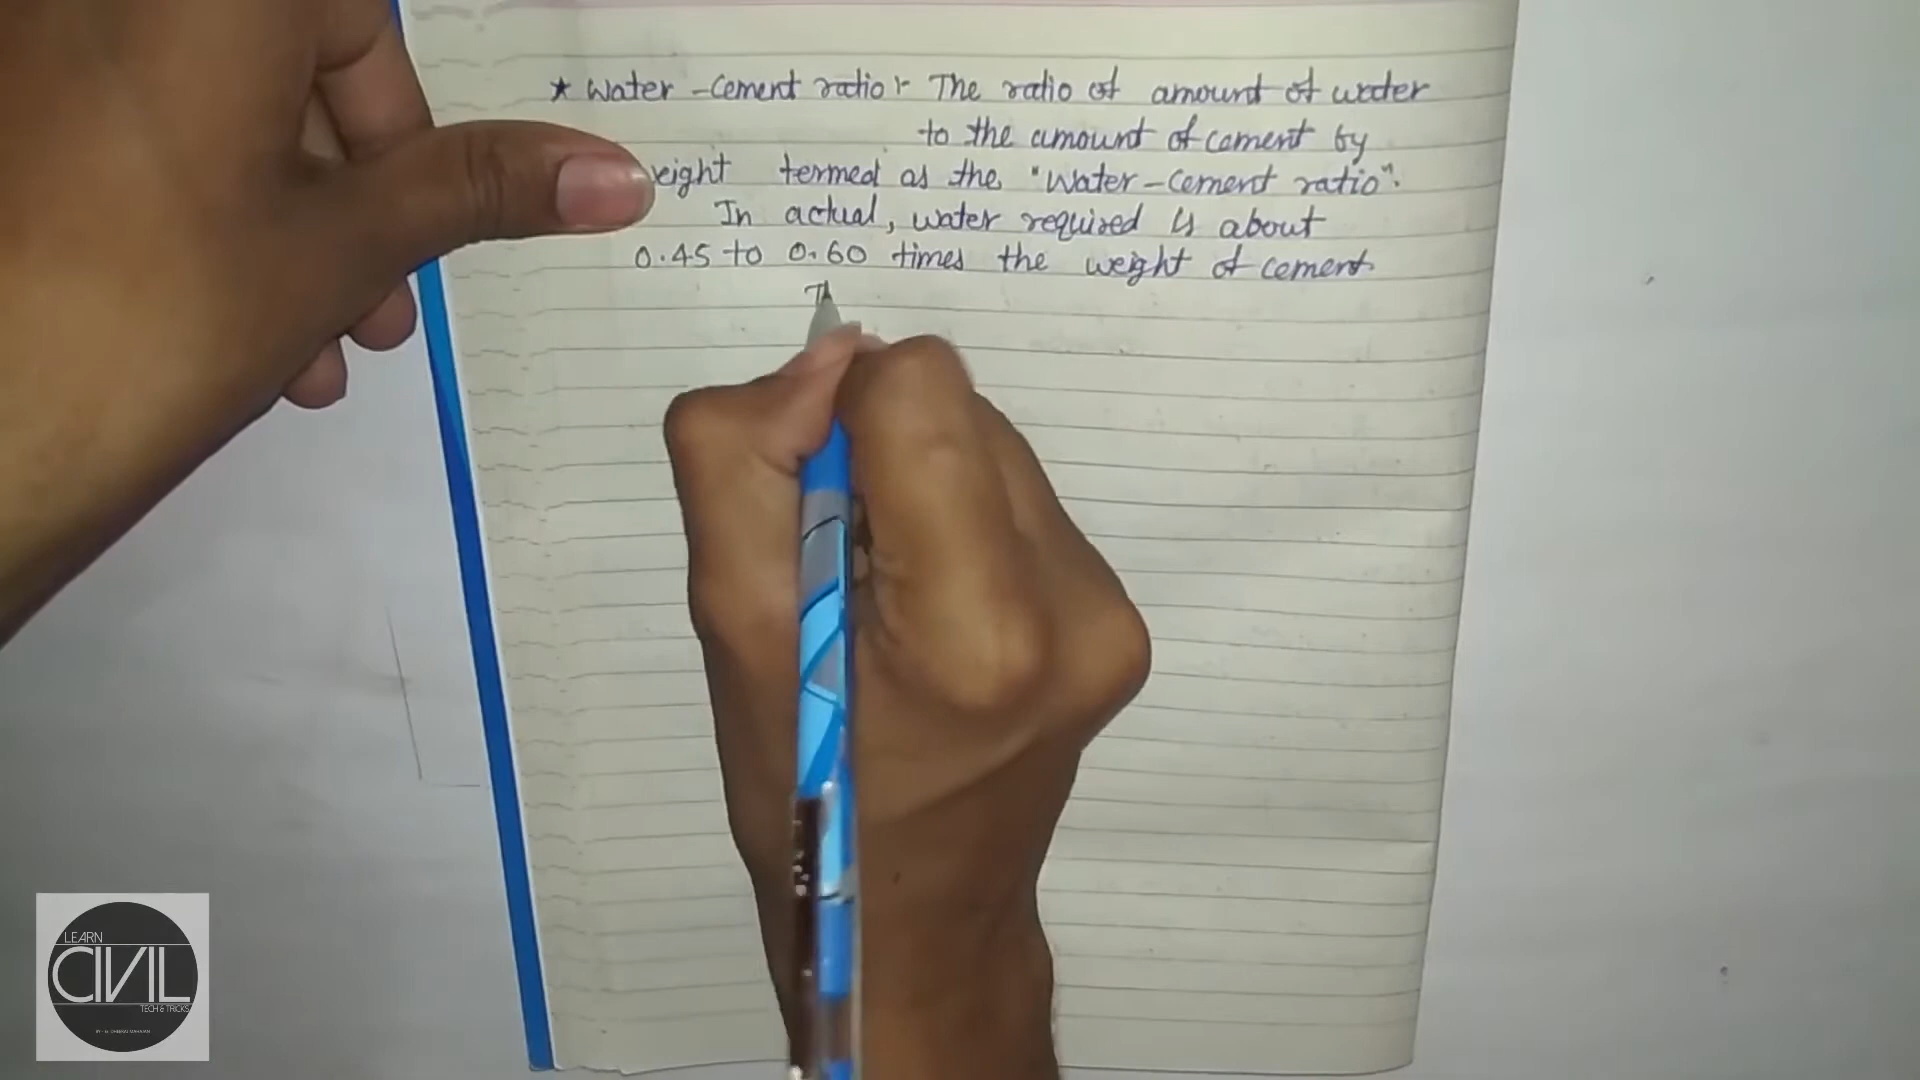 ★ Water-Cement ratio :- The ratio of amount of water
to the amount of cement by
weight termed as the "Water-Cement ratio".
In actual, water required is about
0.45 to 0.60 times the weight of cement.
Th
LEARN
CIVIL
TECH & TRICKS